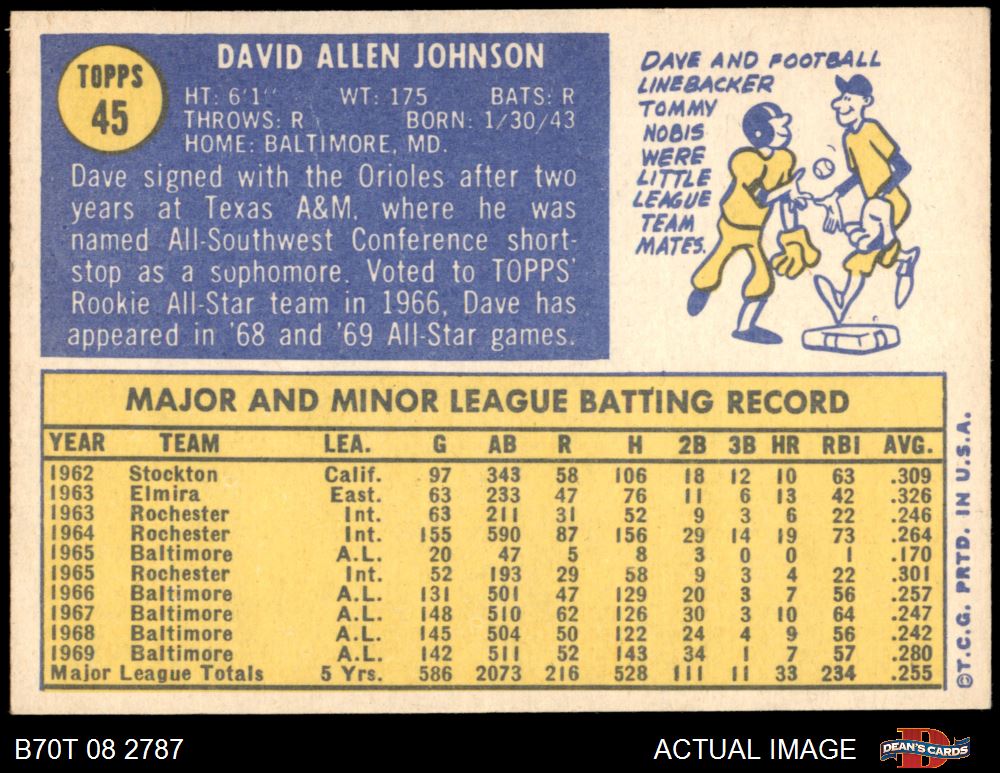 TOPPS
45
DAVID ALLEN JOHNSON
HT: 6'1" WT: 175 BATS: R
THROWS: R BORN: 1/30/43
HOME: BALTIMORE, MD.
Dave signed with the Orioles after two
years at Texas A&M, where he was
named All-Southwest Conference short-
stop as a sophomore. Voted to TOPPS'
Rookie All-Star team in 1966, Dave has
appeared in '68 and '69 All-Star games.
DAVE AND FOOTBALL
LINEBACKER
TOMMY
NOBIS
WERE
LITTLE
LEAGUE
TEAM
MATES.
MAJOR AND MINOR LEAGUE BATTING RECORD
YEAR TEAM LEA. G AB R H 2B 3B HR RBI AVG.
1962 Stockton Calif. 97 343 58 106 18 12 10 63 .309
1963 Elmira East. 63 233 47 76 11 6 13 42 .326
1963 Rochester Int. 63 211 31 52 9 3 6 22 .246
1964 Rochester Int. 155 590 87 156 29 14 19 73 .264
1965 Baltimore A.L. 20 47 5 8 3 0 0 1 .170
1965 Rochester Int. 52 193 29 58 9 3 4 22 .301
1966 Baltimore A.L. 131 501 47 129 20 3 7 56 .257
1967 Baltimore A.L. 148 510 62 126 30 3 10 64 .247
1968 Baltimore A.L. 145 504 50 122 24 4 9 56 .242
1969 Baltimore A.L. 142 511 52 143 34 1 7 57 .280
Major League Totals 5 Yrs. 586 2073 216 528 111 11 33 234 .255
©T.C.G. PRTD. IN U.S.A.
B70T 08 2787
ACTUAL IMAGE
DEAN'S CARDS